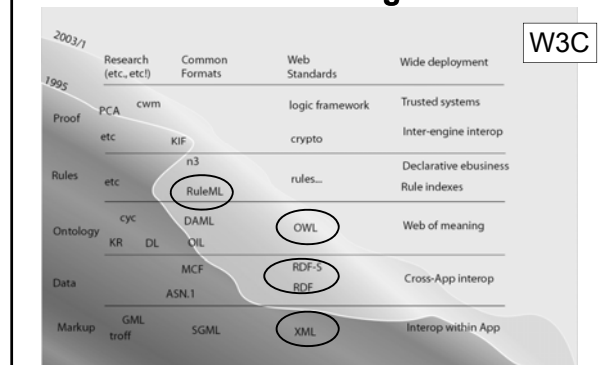 W3C
2003/1
1995
Research Common Web Wide deployment
(etc., etc!) Formats Standards
Proof PCA cwm logic framework Trusted systems
etc KIF crypto Inter-engine interop
n3 Declarative ebusiness
Rules etc RuleML rules... Rule indexes
cyc DAML OWL Web of meaning
Ontology
KR DL OIL
MCF RDF-S Cross-App interop
Data RDF
ASN.1
Markup GML SGML XML Interop within App
troff